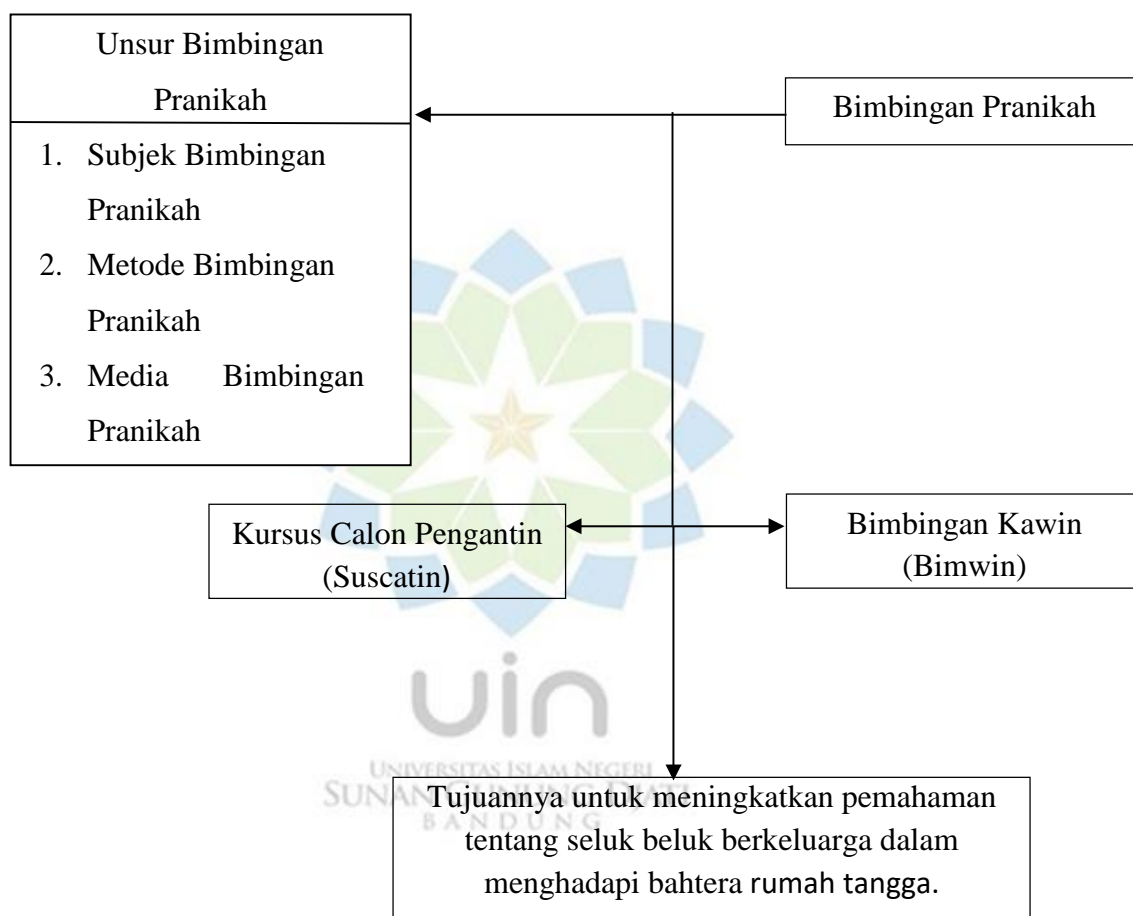 Unsur Bimbingan
Pranikah
1. Subjek Bimbingan
Pranikah
2. Metode Bimbingan
Pranikah
3. Media Bimbingan
Pranikah
Bimbingan Pranikah
Kursus Calon Pengantin
(Suscatin)
Bimbingan Kawin
(Bimwin)
uin
UNIVERSITAS ISLAM NEGERI
SUNAN GUNUNG DJATI
BANDUNG
Tujuannya untuk meningkatkan pemahaman
tentang seluk beluk berkeluarga dalam
menghadapi bahtera rumah tangga.